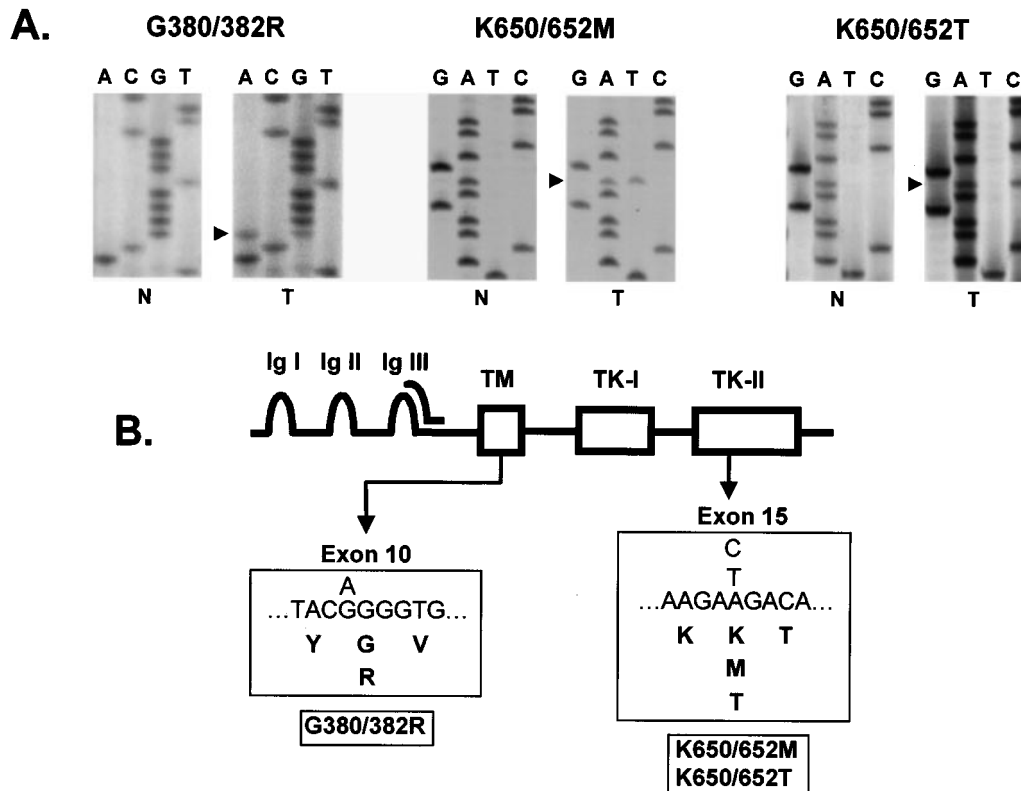 A.
G380/382R K650/652M K650/652T
A C G T A C G T G A T C G A T C G A T C G A T C
N T N T N T
B.
Ig I Ig II Ig III TM TK-I TK-II
Exon 10
A
...TACGGGGTG...
Y G V
R
G380/382R
Exon 15
C
T
...AAGAAGACA...
K K T
M
T
K650/652M
K650/652T